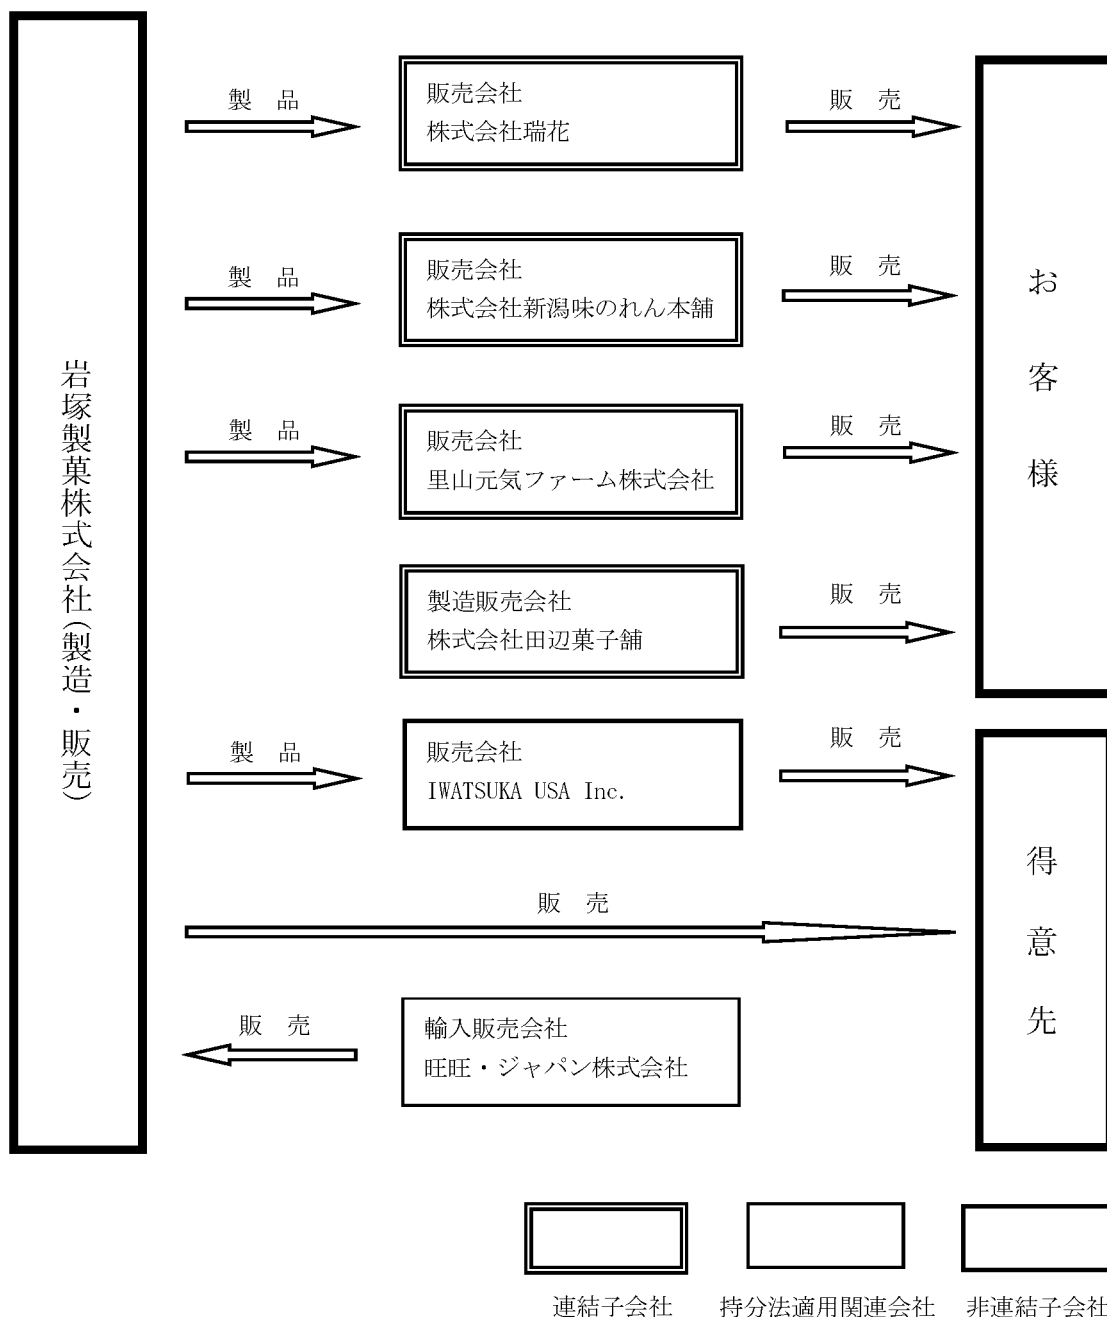 岩塚製菓株式会社(製造・販売)
製　品
販売会社
株式会社瑞花
販　売
製　品
販売会社
株式会社新潟味のれん本舗
販　売
製　品
販売会社
里山元気ファーム株式会社
販　売
製造販売会社
株式会社田辺菓子舗
販　売
お客様
製　品
販売会社
IWATSUKA USA Inc.
販　売
販　売
販　売
輸入販売会社
旺旺・ジャパン株式会社
得意先
連結子会社
持分法適用関連会社
非連結子会社